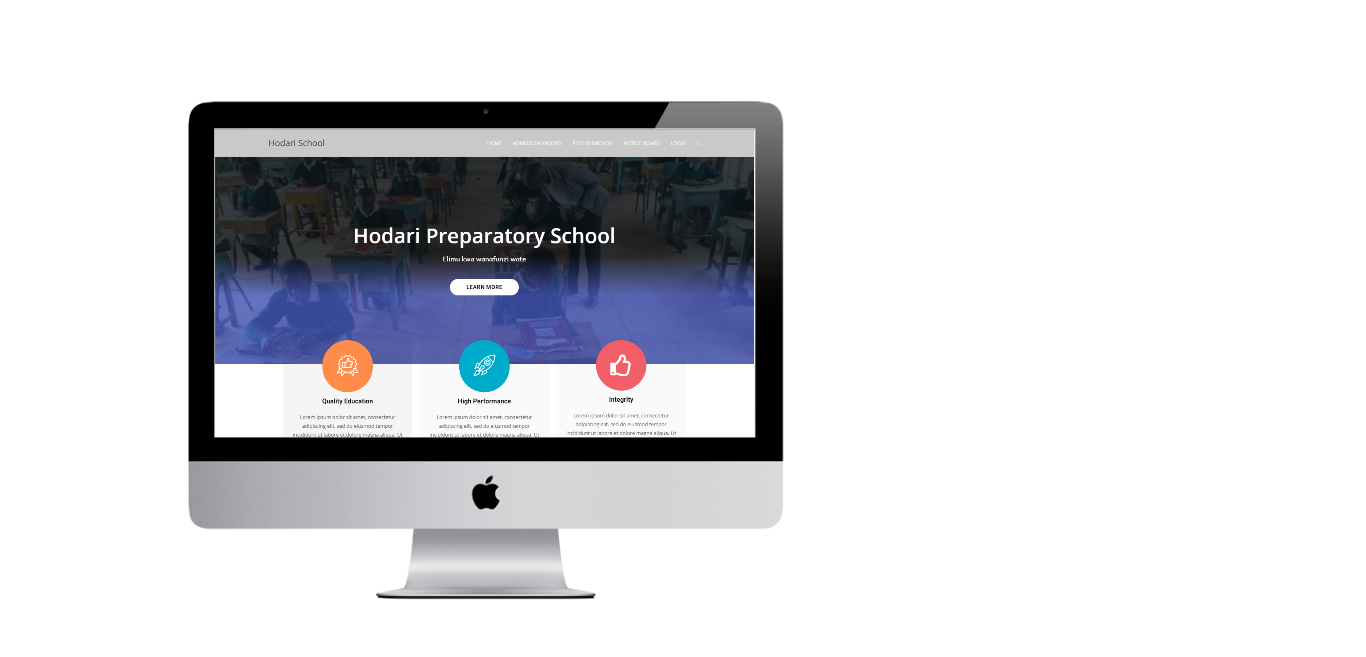 Hodari School
HOME ADMISSION INQUIRY FEES SUBMISSION NOTICE BOARD LOGIN
Hodari Preparatory School
Elimu kwa wanafunzi wote
LEARN MORE
Quality Education
Lorem ipsum dolor sit amet, consectetur
adipiscing elit, sed do eiusmod tempor
incididunt ut labore et dolore magna aliqua. Ut
High Performance
Lorem ipsum dolor sit amet, consectetur
adipiscing elit, sed do eiusmod tempor
incididunt ut labore et dolore magna aliqua. Ut
Integrity
Lorem ipsum dolor sit amet, consectetur
adipiscing elit, sed do eiusmod tempor
incididunt ut labore et dolore magna aliqua. Ut